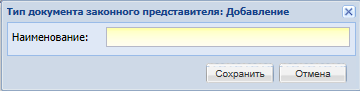 Тип документа законного представителя: Добавление
Наименование:
Сохранить Отмена